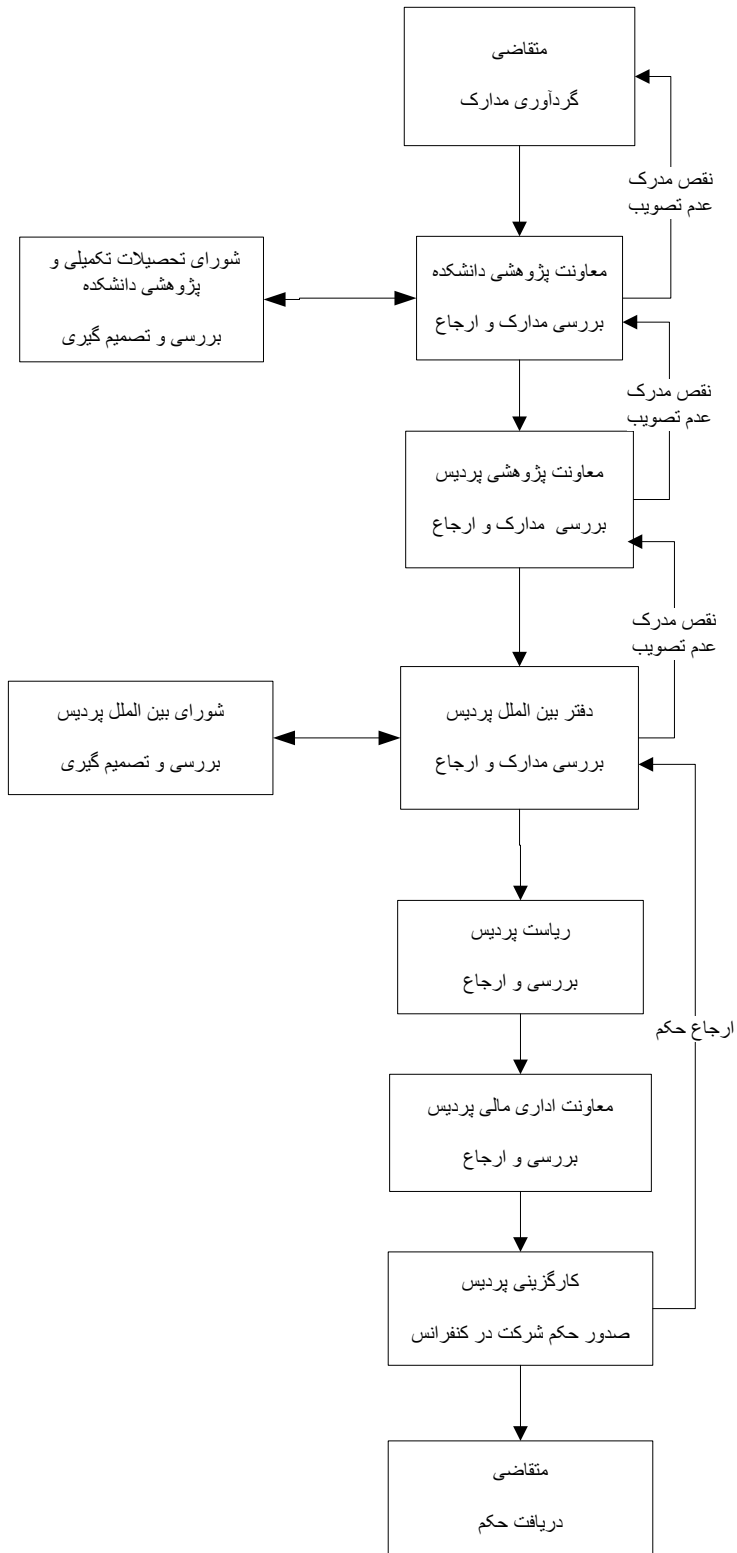 متقاضی
گردآوری مدارک
نقص مدرک
عدم تصویب
معاونت پژوهشی دانشکده
بررسی مدارک و ارجاع
شورای تحصیلات تکمیلی و
پژوهشی دانشکده
بررسی و تصمیم گیری
نقص مدرک
عدم تصویب
معاونت پژوهشی پردیس
بررسی مدارک و ارجاع
نقص مدرک
عدم تصویب
دفتر بین الملل پردیس
بررسی مدارک و ارجاع
شورای بین الملل پردیس
بررسی و تصمیم گیری
ریاست پردیس
بررسی و ارجاع
ارجاع حکم
معاونت اداری مالی پردیس
بررسی و ارجاع
کارگزینی پردیس
صدور حکم شرکت در کنفرانس
متقاضی
دریافت حکم